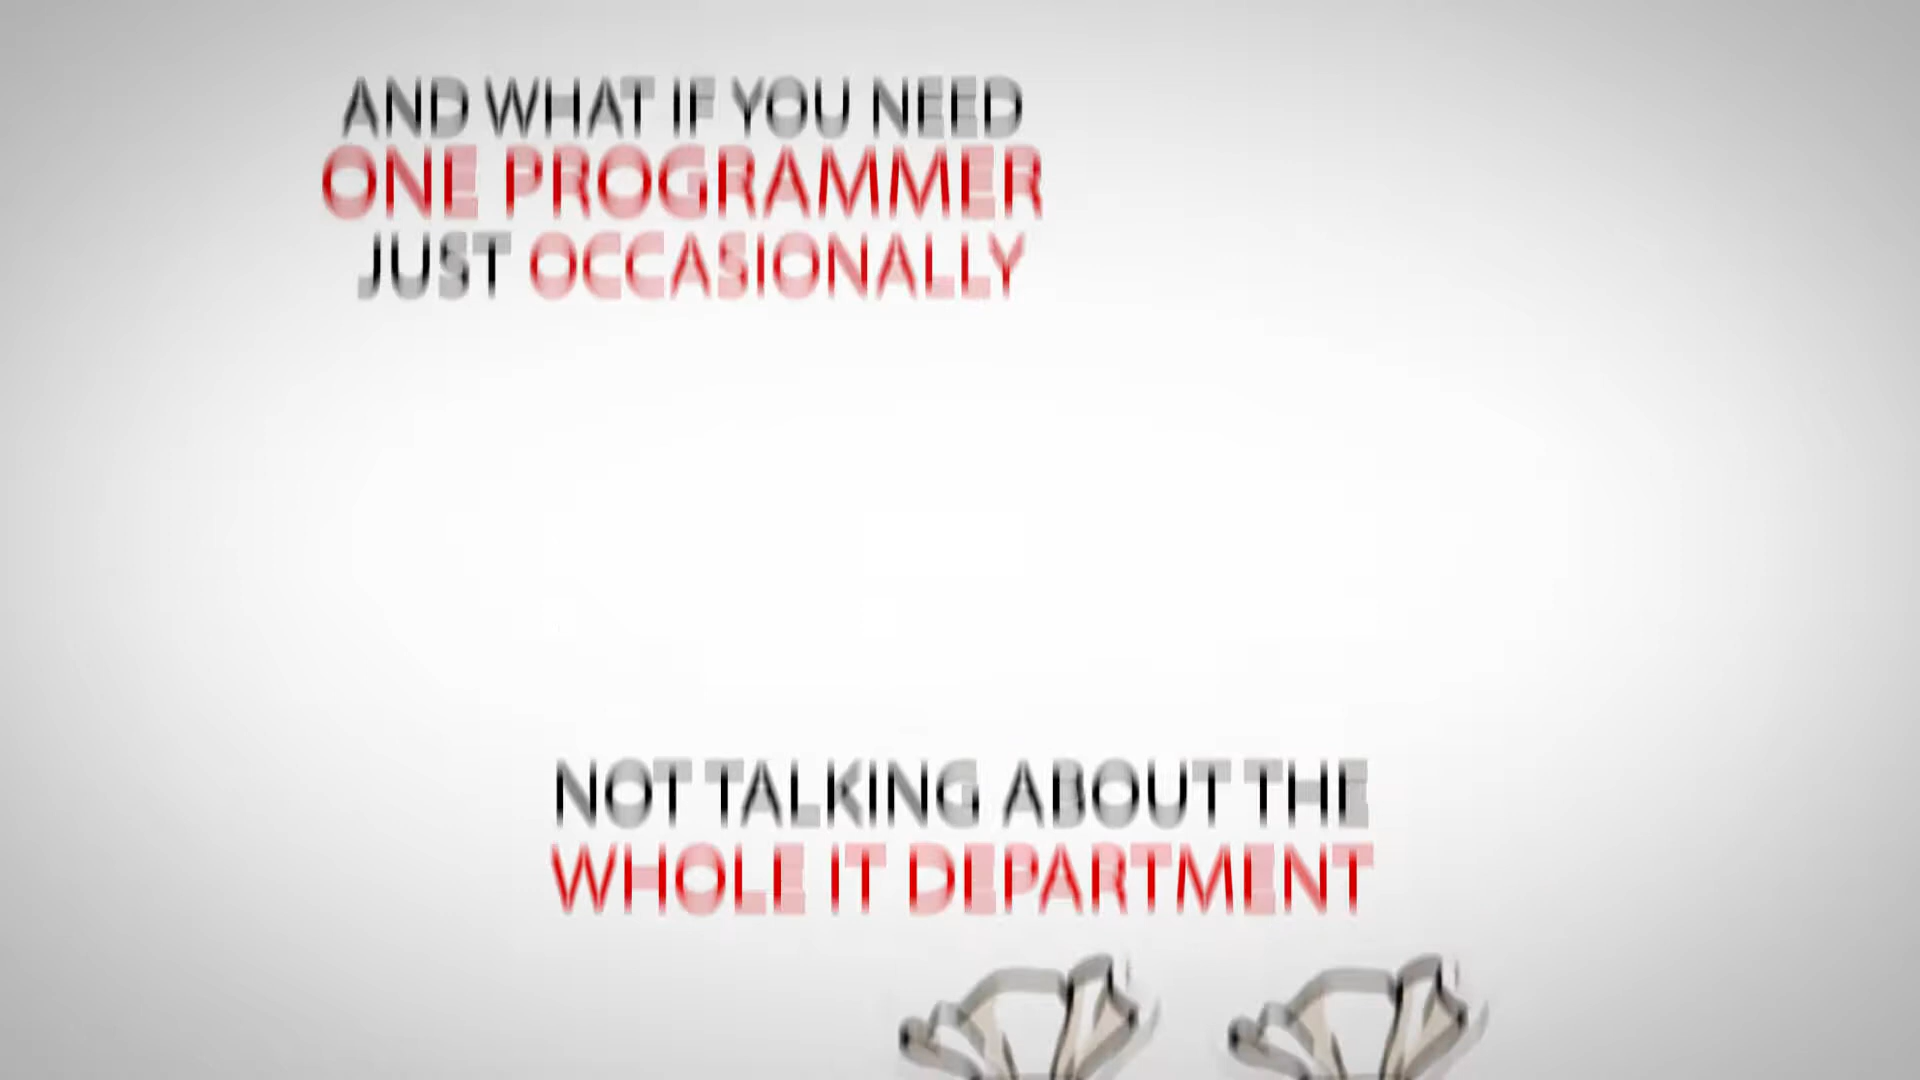 AND WHAT IF YOU NEED
ONE PROGRAMMER
JUST OCCASIONALLY
NOT TALKING ABOUT THE
WHOLE IT DEPARTMENT